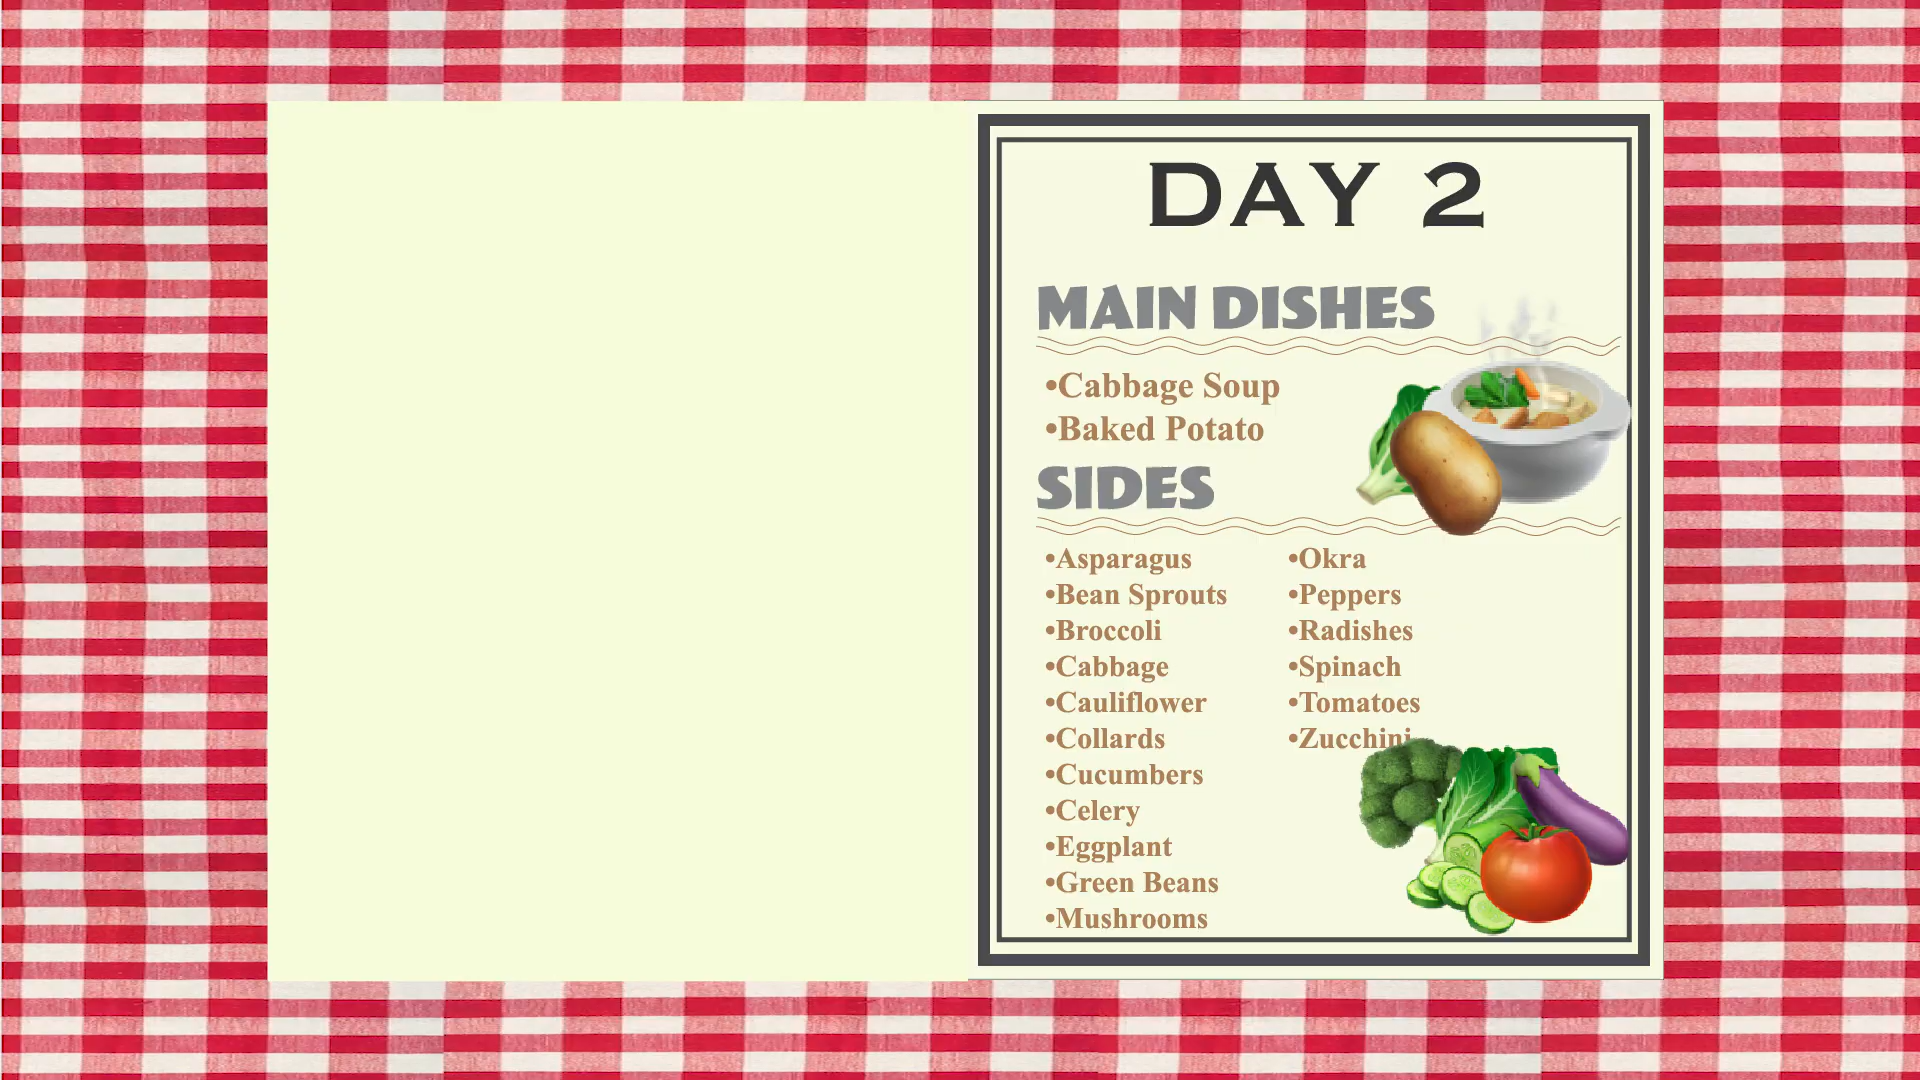 DAY 2
MAIN DISHES
•Cabbage Soup
•Baked Potato
SIDES
•Asparagus
•Bean Sprouts
•Broccoli
•Cabbage
•Cauliflower
•Collards
•Cucumbers
•Celery
•Eggplant
•Green Beans
•Mushrooms
•Okra
•Peppers
•Radishes
•Spinach
•Tomatoes
•Zucchini